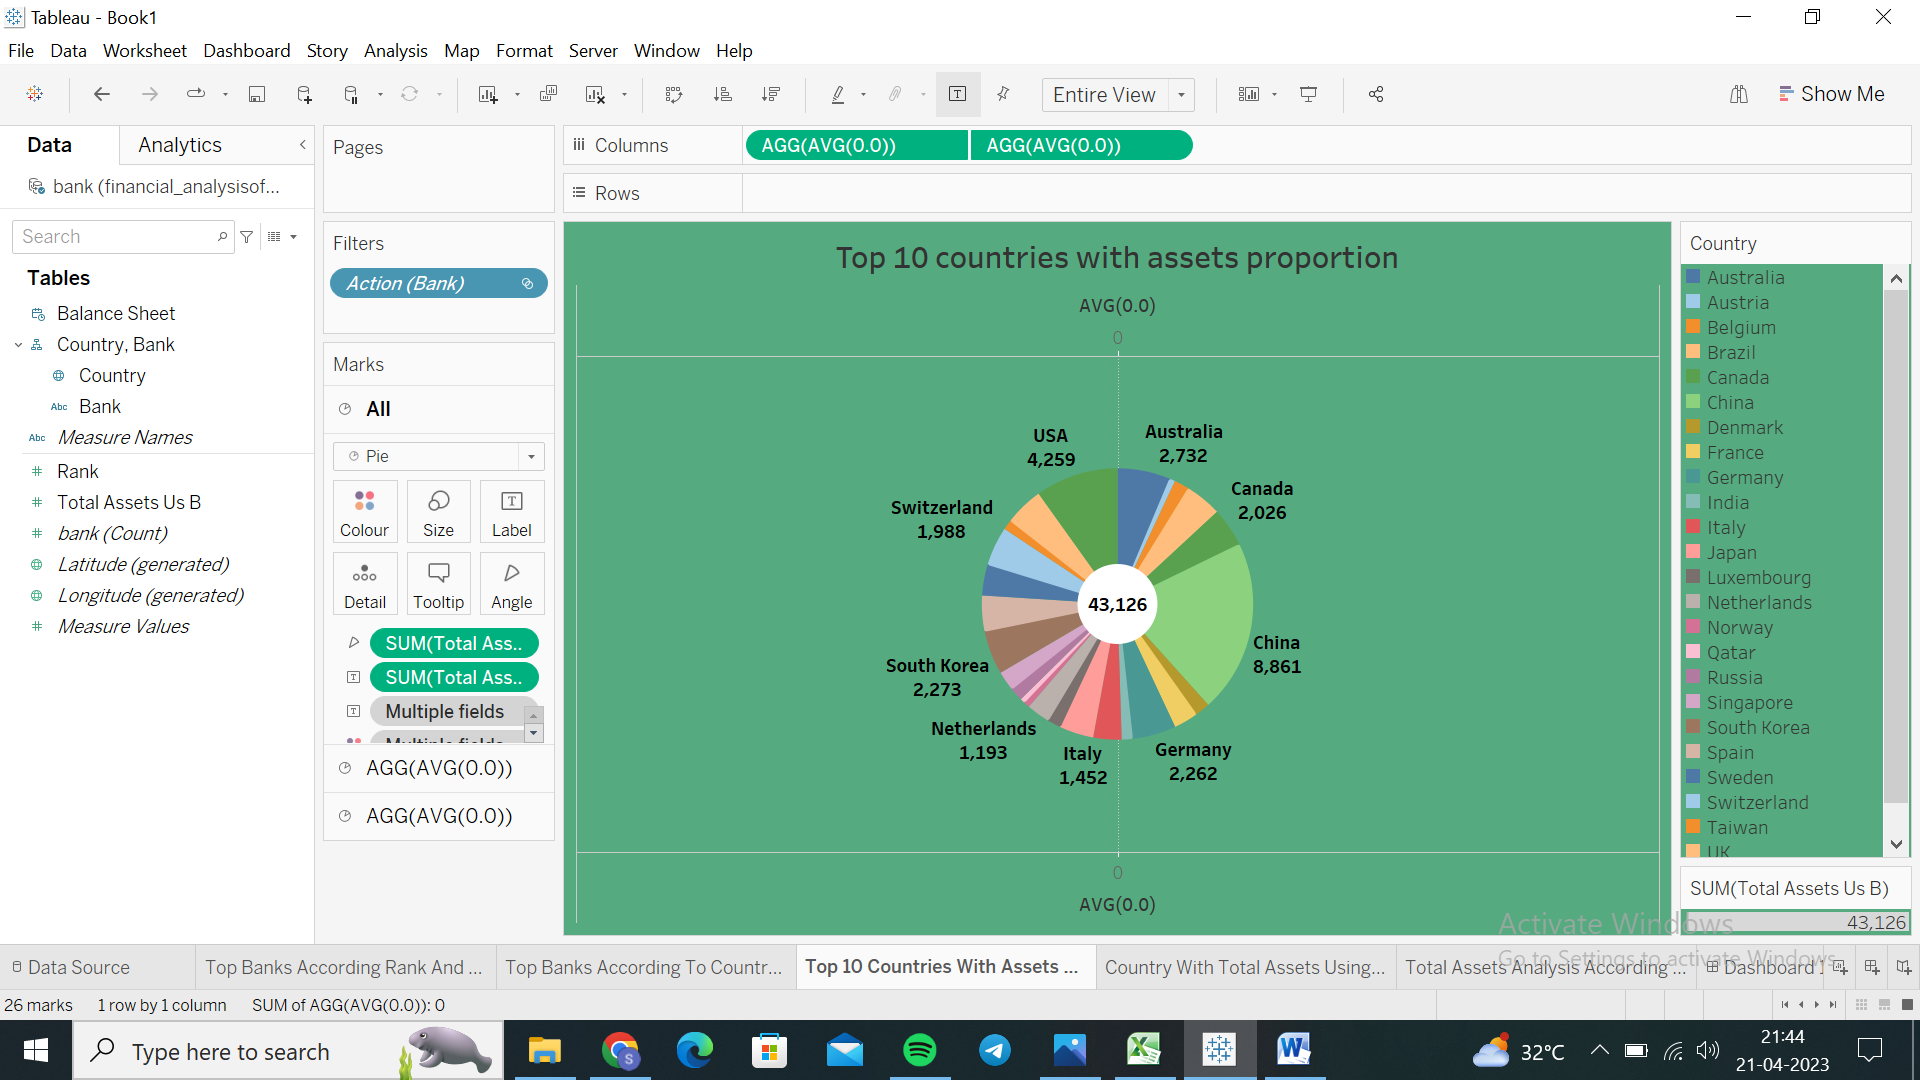 Tableau - Book1
File Data Worksheet Dashboard Story Analysis Map Format Server Window Help
Entire View
Show Me
Data Analytics
bank (financial_analysisof...
Search
Tables
Balance Sheet
Country, Bank
Country
Abc Bank
Abc Measure Names
# Rank
# Total Assets Us B
# bank (Count)
Latitude (generated)
Longitude (generated)
# Measure Values
Pages
Filters
Action (Bank)
Marks
All
Pie
Colour Size Label
Detail Tooltip Angle
SUM(Total Ass..
SUM(Total Ass..
Multiple fields
Multiple fields
AGG(AVG(0.0))
AGG(AVG(0.0))
Columns AGG(AVG(0.0)) AGG(AVG(0.0))
Rows
Top 10 countries with assets proportion
AVG(0.0)
0
USA
4,259
Australia
2,732
Canada
2,026
Switzerland
1,988
43,126
China
8,861
South Korea
2,273
Netherlands
1,193
Italy
1,452
Germany
2,262
0
AVG(0.0)
Country
Australia
Austria
Belgium
Brazil
Canada
China
Denmark
France
Germany
India
Italy
Japan
Luxembourg
Netherlands
Norway
Qatar
Russia
Singapore
South Korea
Spain
Sweden
Switzerland
Taiwan
UK
SUM(Total Assets Us B)
43,126
Activate Windows
Go to Settings to activate Windows.
Data Source Top Banks According Rank And ... Top Banks According To Countr... Top 10 Countries With Assets ... Country With Total Assets Using... Total Assets Analysis According ... Dashboard 1
26 marks 1 row by 1 column SUM of AGG(AVG(0.0)): 0
Type here to search
S
32°C
21:44
21-04-2023